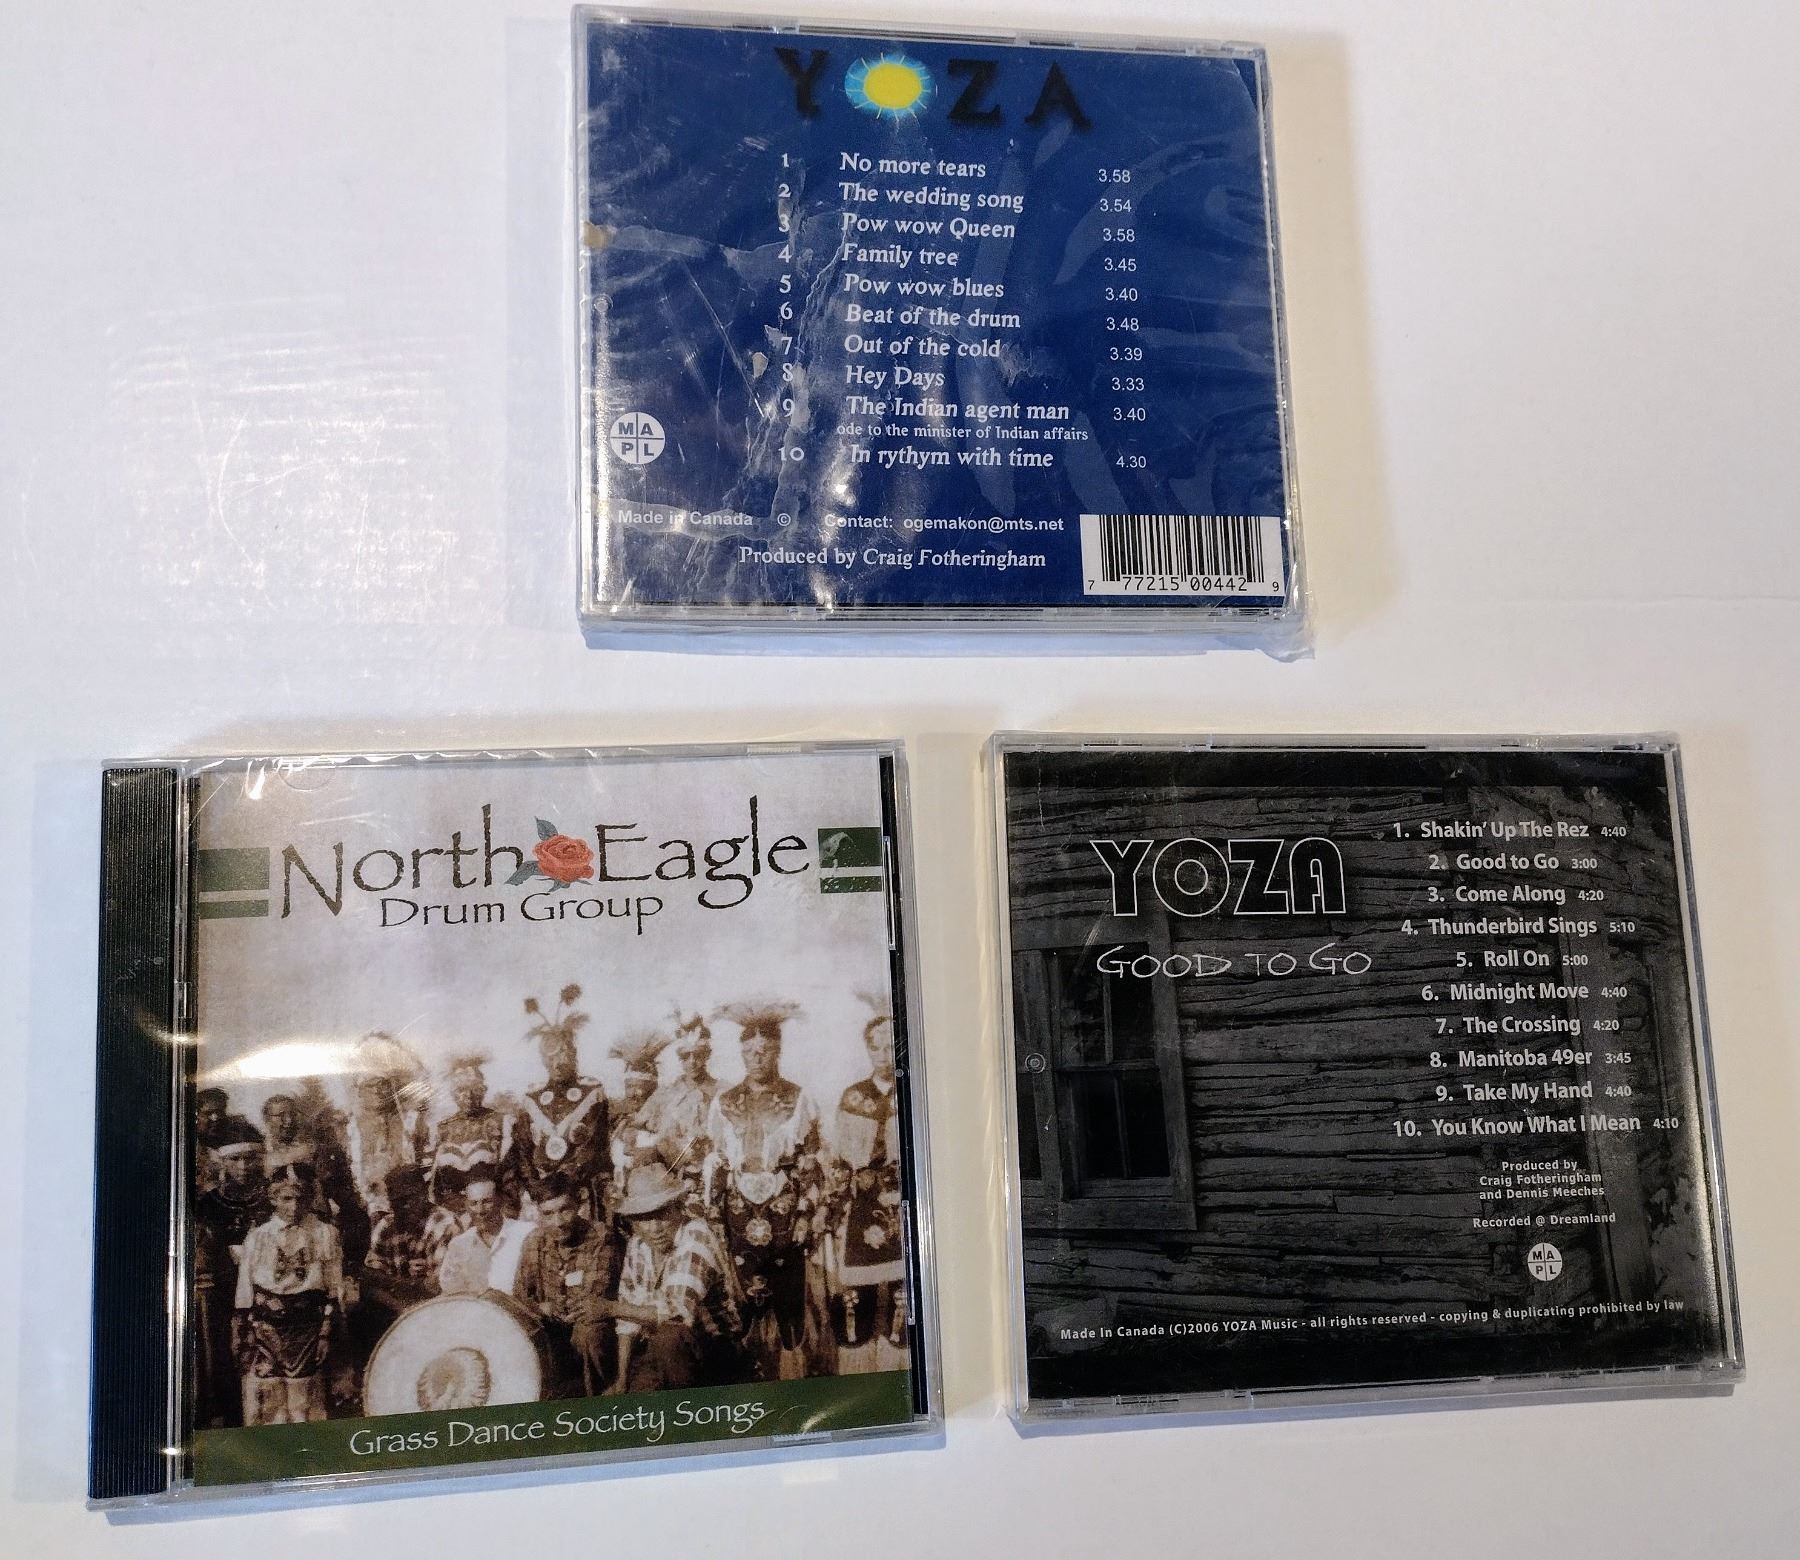 YOZA
1 No more tears 3.58
2 The wedding song 3.54
3 Pow wow Queen 3.58
4 Family tree 3.45
5 Pow wow blues 3.40
6 Beat of the drum 3.48
7 Out of the cold 3.39
8 Hey Days 3.33
9 The Indian agent man 3.40
ode to the minister of Indian affairs
10 In rythym with time 4.30
MA
PL
Made in Canada © Contact: ogemakon@mts.net
Produced by Craig Fotheringham
7 77215 00442 9
North Eagle
Drum Group
Grass Dance Society Songs
YOZA
GOOD TO GO
1. Shakin' Up The Rez 4:40
2. Good to Go 3:00
3. Come Along 4:20
4. Thunderbird Sings 5:10
5. Roll On 5:00
6. Midnight Move 4:40
7. The Crossing 4:20
8. Manitoba 49er 3:45
9. Take My Hand 4:40
10. You Know What I Mean 4:10
Produced by
Craig Fotheringham
and Dennis Meeches
Recorded @ Dreamland
MA
PL
Made In Canada (C)2006 YOZA Music - all rights reserved - copying & duplicating prohibited by law